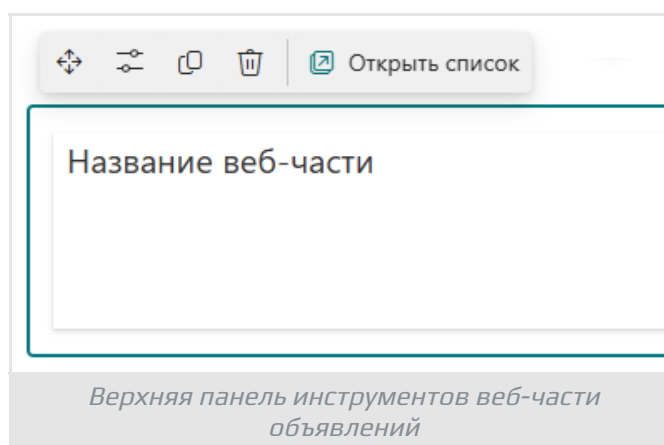 Открыть список
Название веб-части
Верхняя панель инструментов веб-части
объявлений